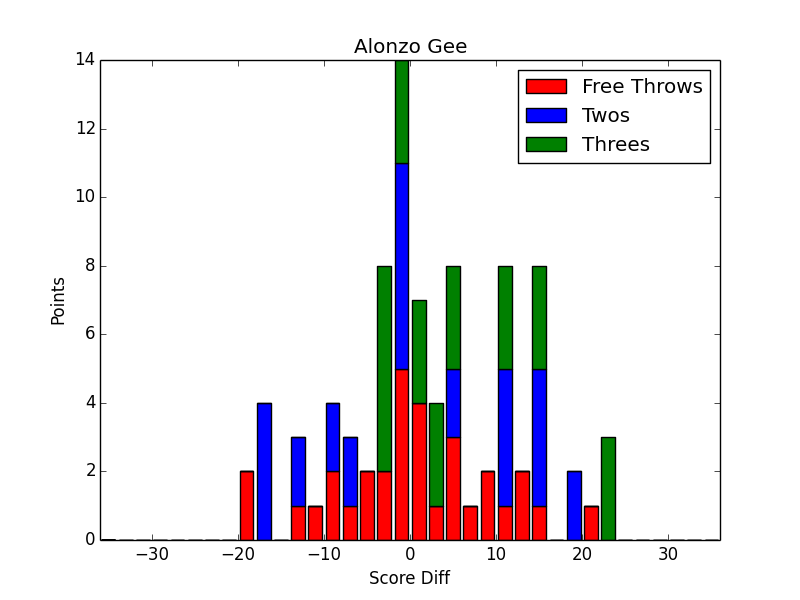 Alonzo Gee
Free Throws
Twos
Threes
14
12
10
8
6
4
2
0
Points
−30
−20
−10
0
10
20
30
Score Diff